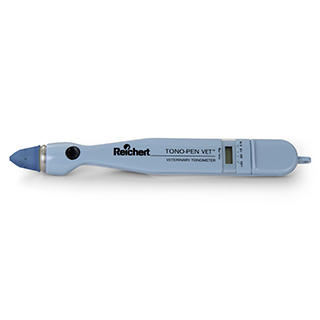 Reichert
TONO-PEN VET™
VETERINARY TONOMETER